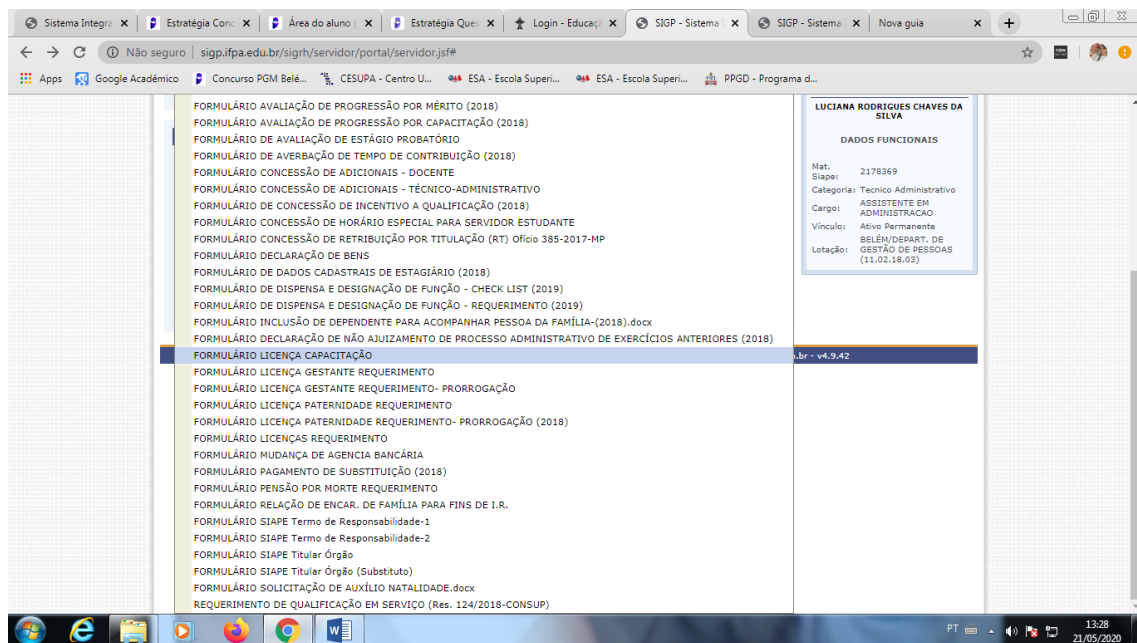 Sistema Integra
Estratégia Conc
Área do aluno |
Estratégia Ques
Login - Educaçã
SIGP - Sistema I
SIGP - Sistema I
Nova guia
Não seguro | sigp.ifpa.edu.br/sigrh/servidor/portal/servidor.jsf#
Apps
Google Acadêmico
Concurso PGM Belé...
CESUPA - Centro U...
ESA - Escola Superi...
ESA - Escola Superi...
PPGD - Programa d...
FORMULÁRIO AVALIAÇÃO DE PROGRESSÃO POR MÉRITO (2018)
FORMULÁRIO AVALIAÇÃO DE PROGRESSÃO POR CAPACITAÇÃO (2018)
FORMULÁRIO DE AVALIAÇÃO DE ESTÁGIO PROBATÓRIO
FORMULÁRIO DE AVERBAÇÃO DE TEMPO DE CONTRIBUIÇÃO (2018)
FORMULÁRIO CONCESSÃO DE ADICIONAIS - DOCENTE
FORMULÁRIO CONCESSÃO DE ADICIONAIS - TÉCNICO-ADMINISTRATIVO
FORMULÁRIO DE CONCESSÃO DE INCENTIVO A QUALIFICAÇÃO (2018)
FORMULÁRIO CONCESSÃO DE HORÁRIO ESPECIAL PARA SERVIDOR ESTUDANTE
FORMULÁRIO CONCESSÃO DE RETRIBUIÇÃO POR TITULAÇÃO (RT) Ofício 385-2017-MP
FORMULÁRIO DECLARAÇÃO DE BENS
FORMULÁRIO DE DADOS CADASTRAIS DE ESTAGIÁRIO (2018)
FORMULÁRIO DE DISPENSA E DESIGNAÇÃO DE FUNÇÃO - CHECK LIST (2019)
FORMULÁRIO DE DISPENSA E DESIGNAÇÃO DE FUNÇÃO - REQUERIMENTO (2019)
FORMULÁRIO INCLUSÃO DE DEPENDENTE PARA ACOMPANHAR PESSOA DA FAMÍLIA-(2018).docx
FORMULÁRIO DECLARAÇÃO DE NÃO AJUIZAMENTO DE PROCESSO ADMINISTRATIVO DE EXERCÍCIOS ANTERIORES (2018)
FORMULÁRIO LICENÇA CAPACITAÇÃO
FORMULÁRIO LICENÇA GESTANTE REQUERIMENTO
FORMULÁRIO LICENÇA GESTANTE REQUERIMENTO- PRORROGAÇÃO
FORMULÁRIO LICENÇA PATERNIDADE REQUERIMENTO
FORMULÁRIO LICENÇA PATERNIDADE REQUERIMENTO- PRORROGAÇÃO (2018)
FORMULÁRIO LICENÇAS REQUERIMENTO
FORMULÁRIO MUDANÇA DE AGENCIA BANCÁRIA
FORMULÁRIO PAGAMENTO DE SUBSTITUIÇÃO (2018)
FORMULÁRIO PENSÃO POR MORTE REQUERIMENTO
FORMULÁRIO RELAÇÃO DE ENCAR. DE FAMÍLIA PARA FINS DE I.R.
FORMULÁRIO SIAPE Termo de Responsabilidade-1
FORMULÁRIO SIAPE Termo de Responsabilidade-2
FORMULÁRIO SIAPE Titular Órgão
FORMULÁRIO SIAPE Titular Órgão (Substituto)
FORMULÁRIO SOLICITAÇÃO DE AUXÍLIO NATALIDADE.docx
REQUERIMENTO DE QUALIFICAÇÃO EM SERVIÇO (Res. 124/2018-CONSUP)
LUCIANA RODRIGUES CHAVES DA
SILVA
DADOS FUNCIONAIS
Mat. Siape: 2178369
Categoria: Tecnico Administrativo
Cargo: ASSISTENTE EM
ADMINISTRACAO
Vínculo: Ativo Permanente
Lotação: BELÉM/DEPART. DE
GESTÃO DE PESSOAS
(11.02.18.03)
.br - v4.9.42
PT
13:28
21/05/2020